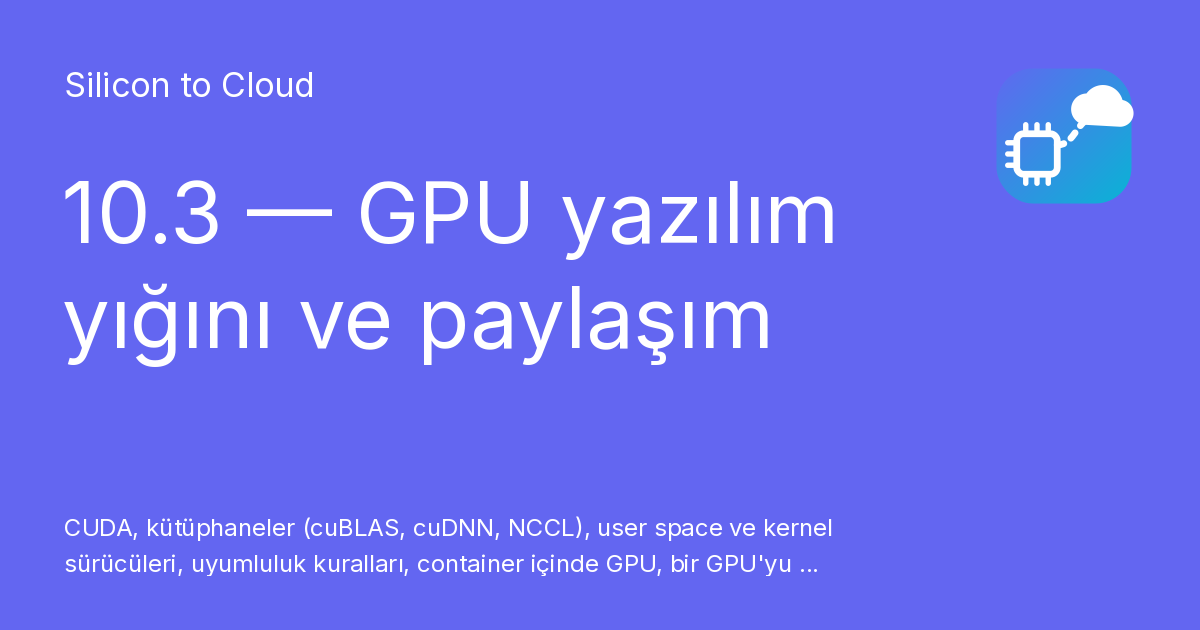 Silicon to Cloud
10.3 — GPU yazılım
yığını ve paylaşım
CUDA, kütüphaneler (cuBLAS, cuDNN, NCCL), user space ve kernel
sürücüleri, uyumluluk kuralları, container içinde GPU, bir GPU'yu ...